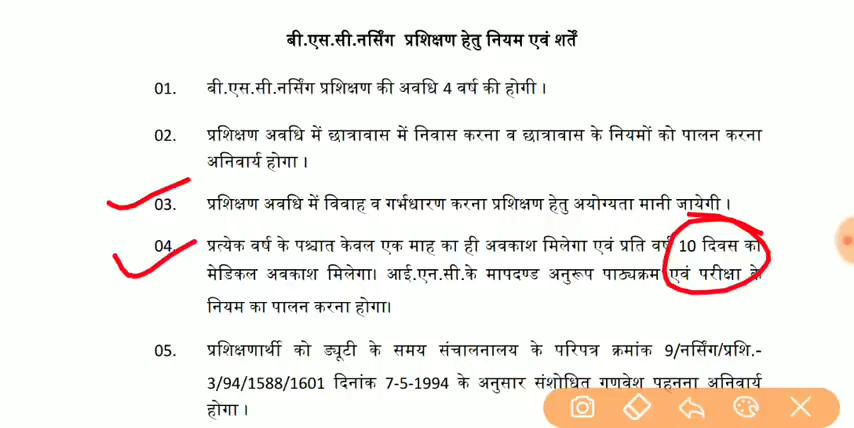 बी.एस.सी.नर्सिंग प्रशिक्षण हेतु नियम एवं शर्तें
01. बी.एस.सी.नर्सिंग प्रशिक्षण की अवधि 4 वर्ष की होगी।
02. प्रशिक्षण अवधि में छात्रावास में निवास करना व छात्रावास के नियमों को पालन करना
अनिवार्य होगा।
03. प्रशिक्षण अवधि में विवाह व गर्भधारण करना प्रशिक्षण हेतु अयोग्यता मानी जायेगी।
04. प्रत्येक वर्ष के पश्चात केवल एक माह का ही अवकाश मिलेगा एवं प्रति वर्ष 10 दिवस का
मेडिकल अवकाश मिलेगा। आई.एन.सी.के मापदण्ड अनुरूप पाठ्यक्रम एवं परीक्षा के
नियम का पालन करना होगा।
05. प्रशिक्षणार्थी को ड्यूटी के समय संचालनालय के परिपत्र क्रमांक 9/नर्सिंग/प्रशि.-
3/94/1588/1601 दिनांक 7-5-1994 के अनुसार संशोधित गणवेश पहनना अनिवार्य
होगा।